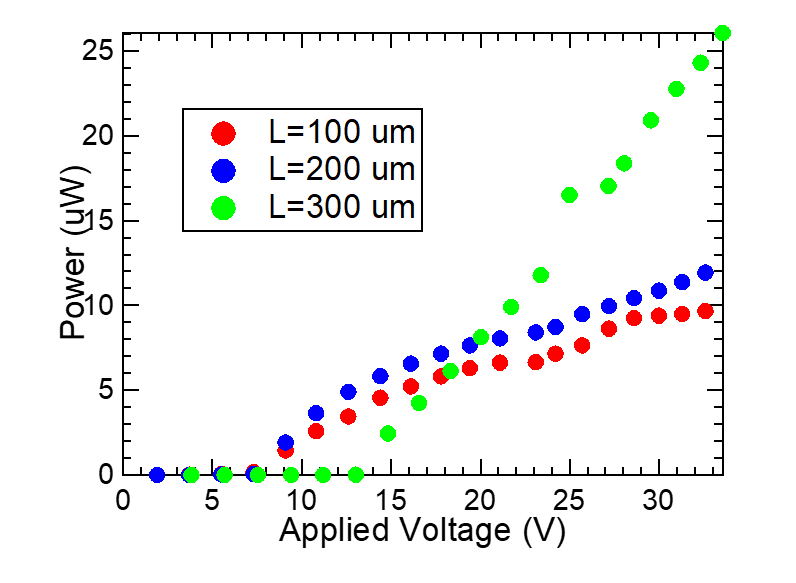 25
20
15
10
5
0
Power (uW)
L=100 um
L=200 um
L=300 um
0 5 10 15 20 25 30
Applied Voltage (V)